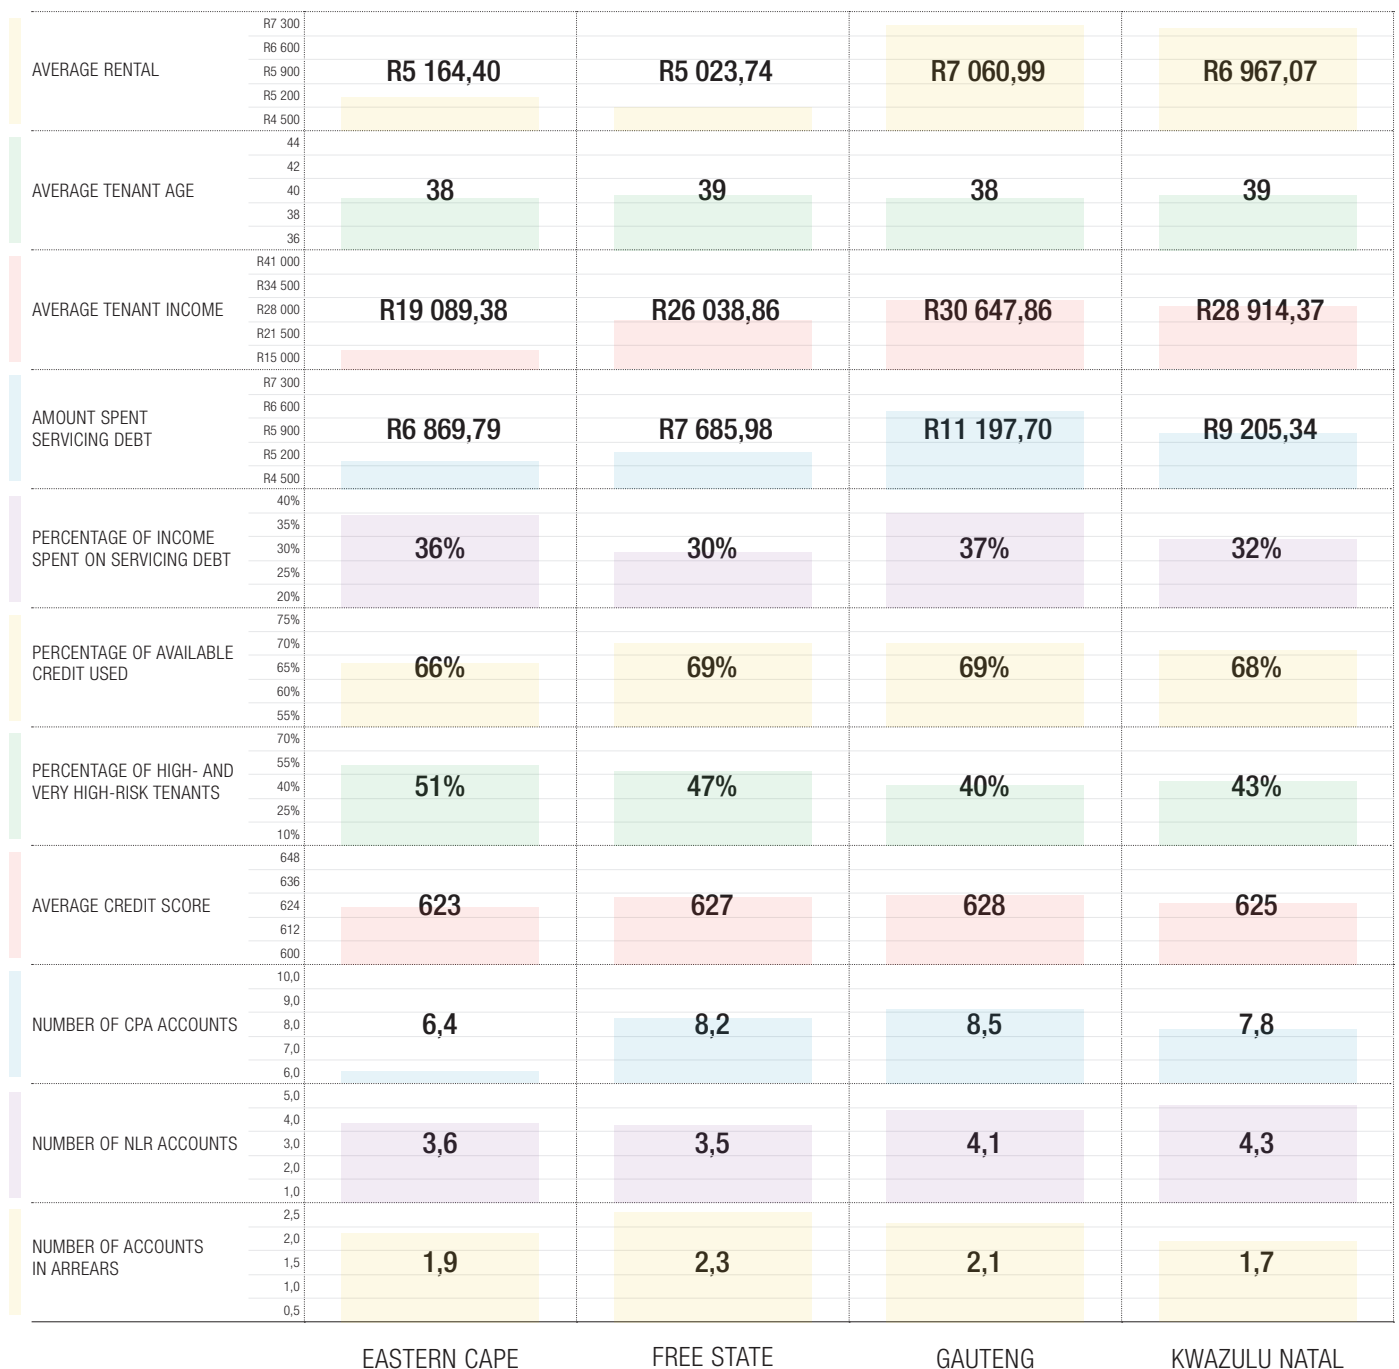 R7 300
R6 600
AVERAGE RENTAL
R5 900
R5 200
R4 500
R5 164,40
R5 023,74
R7 060,99
R6 967,07
44
42
AVERAGE TENANT AGE
40
38
36
38
39
38
39
R41 000
R34 500
AVERAGE TENANT INCOME
R28 000
R21 500
R15 000
R19 089,38
R26 038,86
R30 647,86
R28 914,37
AMOUNT SPENT
SERVICING DEBT
R7 300
R6 600
R5 900
R5 200
R4 500
R6 869,79
R7 685,98
R11 197,70
R9 205,34
PERCENTAGE OF INCOME
SPENT ON SERVICING DEBT
40%
35%
30%
25%
20%
36%
30%
37%
32%
PERCENTAGE OF AVAILABLE
CREDIT USED
75%
70%
65%
60%
55%
66%
69%
69%
68%
PERCENTAGE OF HIGH- AND
VERY HIGH-RISK TENANTS
70%
55%
40%
25%
10%
51%
47%
40%
43%
AVERAGE CREDIT SCORE
648
636
624
612
600
623
627
628
625
NUMBER OF CPA ACCOUNTS
10,0
9,0
8,0
7,0
6,0
6,4
8,2
8,5
7,8
NUMBER OF NLR ACCOUNTS
5,0
4,0
3,0
2,0
1,0
3,6
3,5
4,1
4,3
NUMBER OF ACCOUNTS
IN ARREARS
2,5
2,0
1,5
1,0
0,5
1,9
2,3
2,1
1,7
EASTERN CAPE
FREE STATE
GAUTENG
KWAZULU NATAL